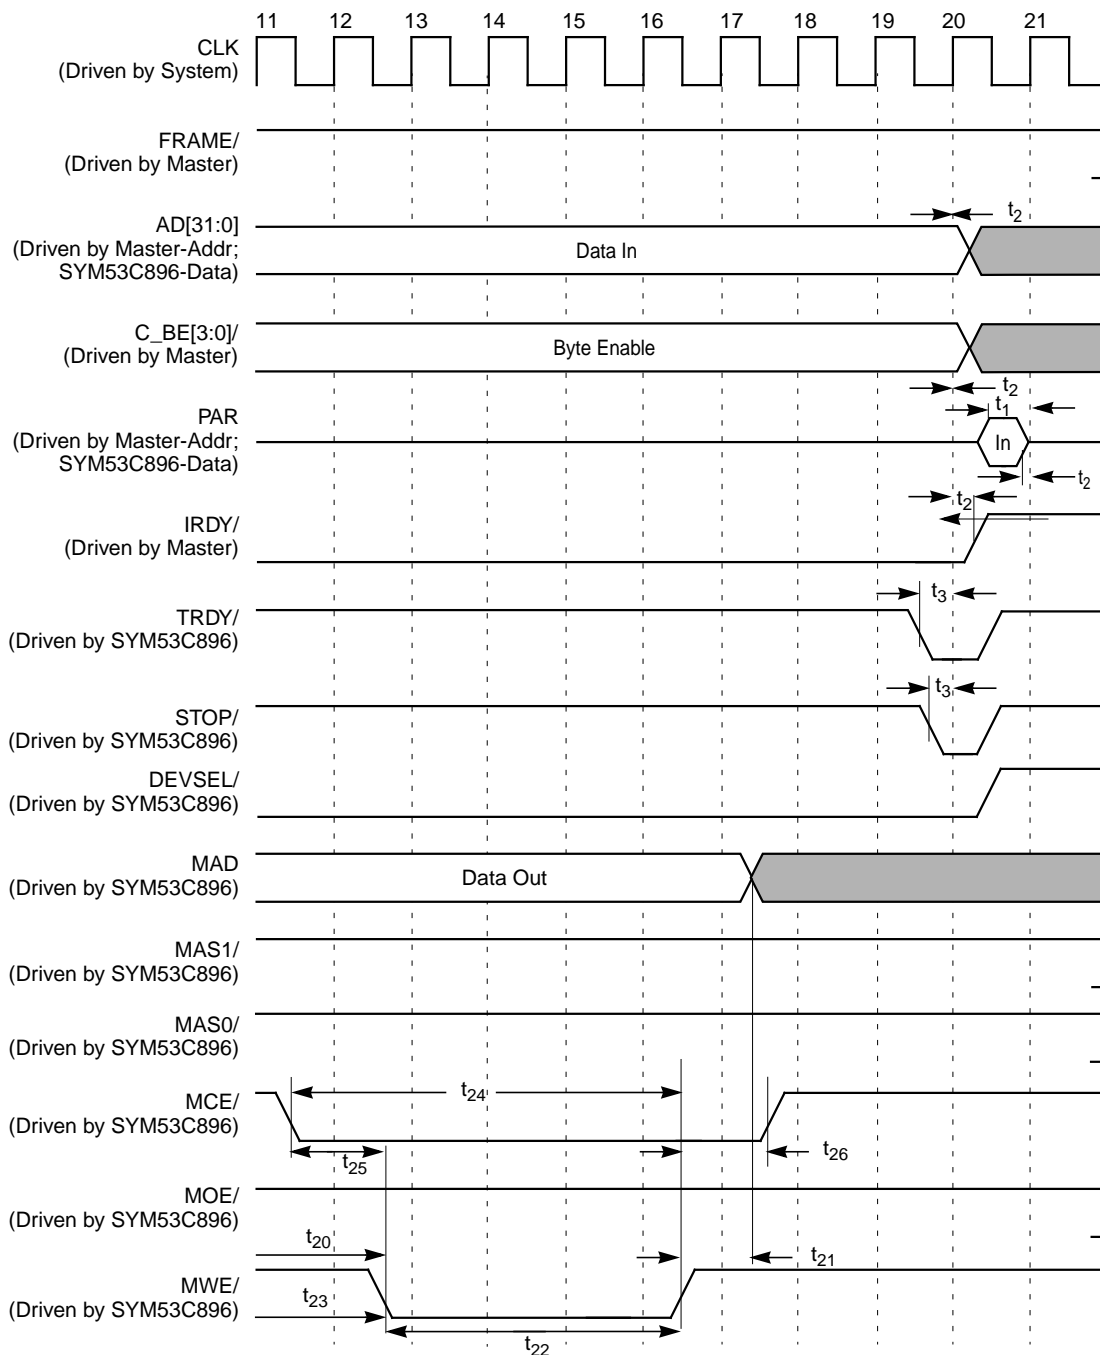 11 12 13 14 15 16 17 18 19 20 21
CLK
(Driven by System)
FRAME/
(Driven by Master)
AD[31:0]
(Driven by Master-Addr;
SYM53C896-Data)
t2
Data In
C_BE[3:0]/
(Driven by Master)
Byte Enable
t2
PAR
(Driven by Master-Addr;
SYM53C896-Data)
t1
In
t2
IRDY/
(Driven by Master)
t2
TRDY/
(Driven by SYM53C896)
t3
STOP/
(Driven by SYM53C896)
t3
DEVSEL/
(Driven by SYM53C896)
MAD
(Driven by SYM53C896)
Data Out
MAS1/
(Driven by SYM53C896)
MAS0/
(Driven by SYM53C896)
MCE/
(Driven by SYM53C896)
t24
t25
t26
MOE/
(Driven by SYM53C896)
t20
t21
MWE/
(Driven by SYM53C896)
t23
t22